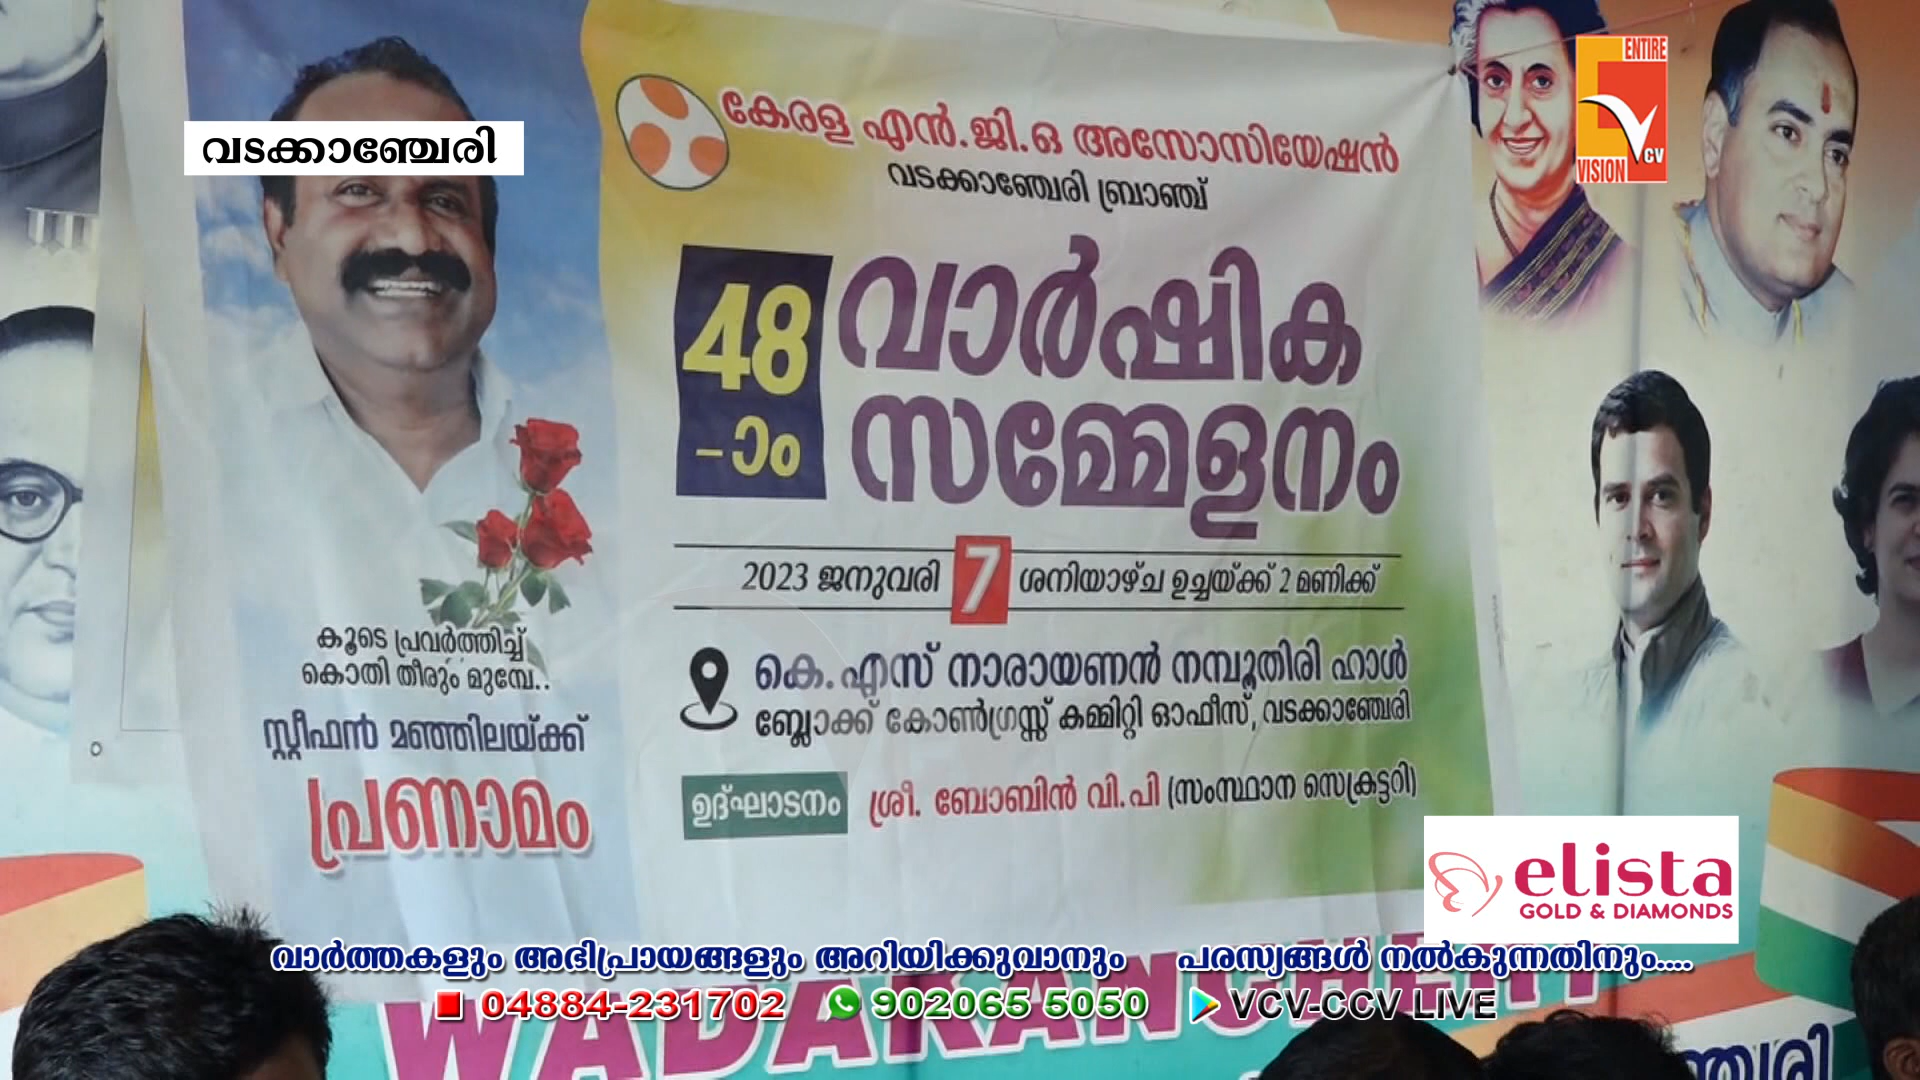 വടക്കാഞ്ചേരി
ENTIRE
VCV
VISION
കേരള എൻ.ജി.ഒ അസോസിയേഷൻ
വടക്കാഞ്ചേരി ബ്രാഞ്ച്
48
-ാം
വാർഷിക
സമ്മേളനം
2023 ജനുവരി 7 ശനിയാഴ്ച ഉച്ചയ്ക്ക് 2 മണിക്ക്
കെ.എസ് നാരായണൻ നമ്പൂതിരി ഹാൾ
ബ്ലോക്ക് കോൺഗ്രസ്സ് കമ്മിറ്റി ഓഫീസ്, വടക്കാഞ്ചേരി
ഉദ്ഘാടനം ശ്രീ. ബോബിൻ വി.പി (സംസ്ഥാന സെക്രട്ടറി)
കൂടെ പ്രവർത്തിച്ച്
കൊതി തീരും മുമ്പേ..
സ്റ്റീഫൻ മഞ്ഞിലയ്ക്ക്
പ്രണാമം
elista
GOLD & DIAMONDS
വാർത്തകളും അഭിപ്രായങ്ങളും അറിയിക്കുവാനും പരസ്യങ്ങൾ നൽകുന്നതിനും....
04884-231702 902065 5050 VCV-CCV LIVE
WADAKANCHERY